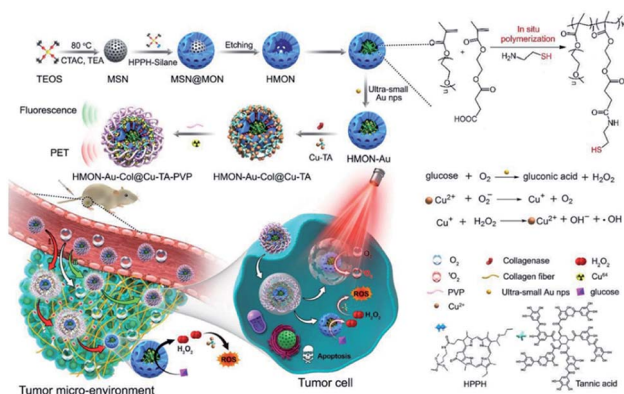 80 °C
CTAC, TEA
HPPH-Silane
Etching
TEOS
MSN
MSN@MON
HMON
In situ
polymerization
H₂N SH
n
O
O
HOOC
n
O
O
NH
HS
Ultra-small
Au nps
Fluorescence
PET
Cu-TA
HMON-Au-Col@Cu-TA-PVP
HMON-Au-Col@Cu-TA
HMON-Au
glucose + O₂ → gluconic acid + H₂O₂
Cu²⁺ + O₂⁻ → Cu⁺ + O₂
Cu⁺ + H₂O₂ → Cu²⁺ + OH⁻ + ·OH
O₂
Collagenase
H₂O₂
¹O₂
Collagen fiber
Cu⁶⁴
PVP
Ultra-small Au nps
glucose
Cu²⁺
ROS
H₂O₂
Apoptosis
H₂O₂
ROS
Tumor micro-environment
Tumor cell
HPPH
Tannic acid